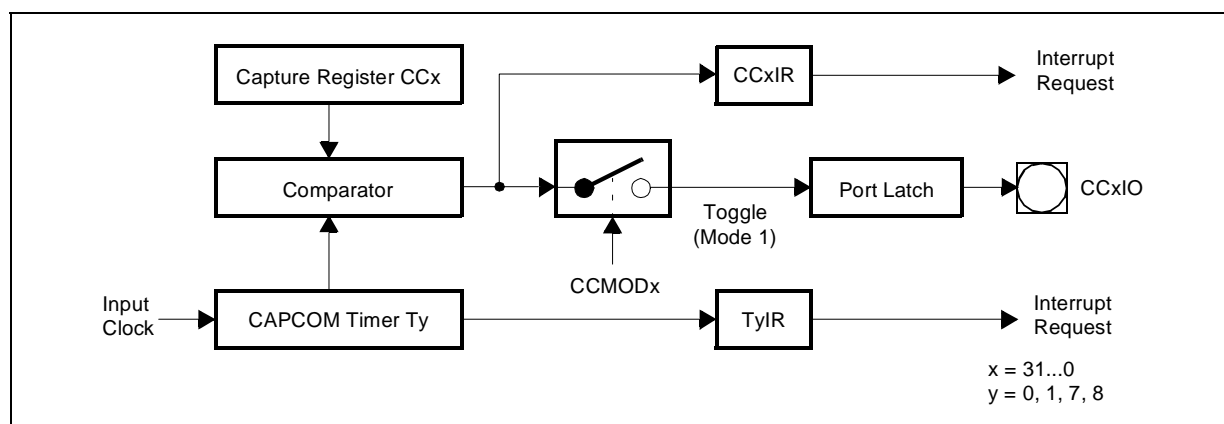 Capture Register CCx
CCxIR
Interrupt
Request
Comparator
Toggle
(Mode 1)
Port Latch
CCxIO
CCMODx
Input
Clock
CAPCOM Timer Ty
TyIR
Interrupt
Request
x = 31...0
y = 0, 1, 7, 8